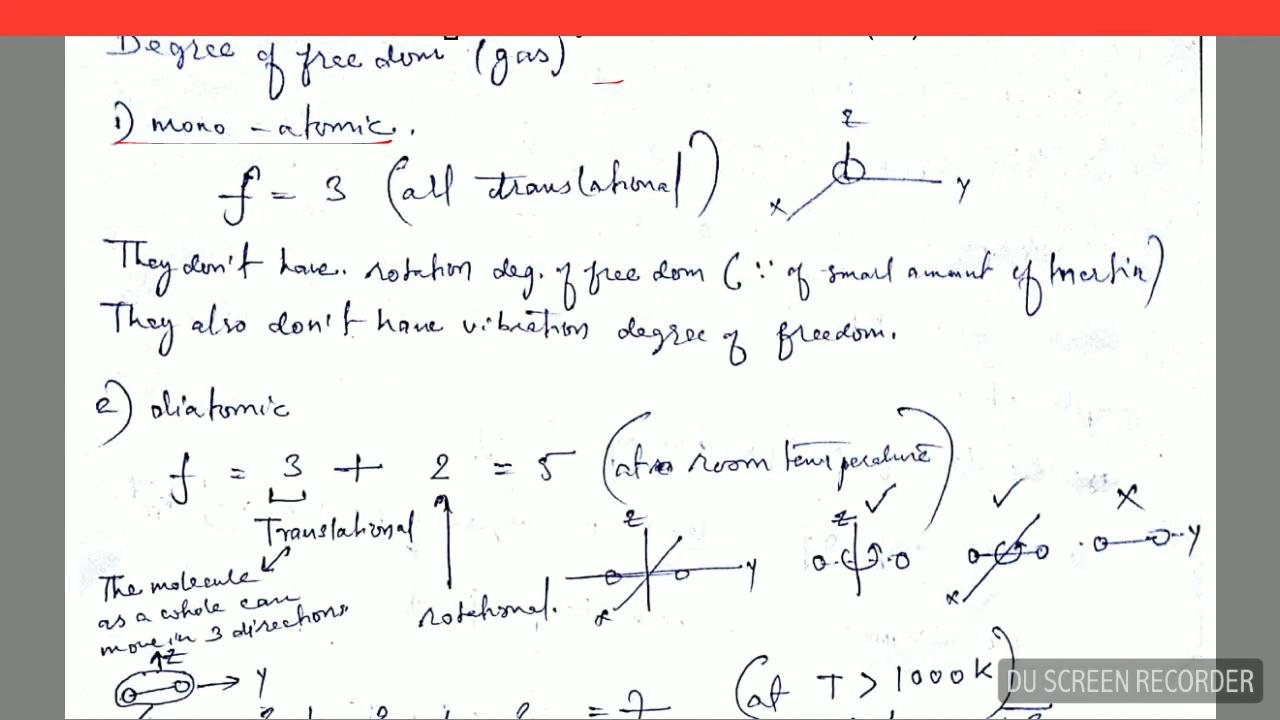 Degree of freedom (gas)
1) mono-atomic.
f = 3 (all translational)
Z
X
Y
They don't have. rotation deg. of freedom (∵ of small amount of Inertia)
They also don't have vibration degree of freedom.
2) diatomic
f = 3 + 2 = 5 (at room temperature)
Translational
The molecule
as a whole can
move in 3 directions
rotational.
Z
Y
x
Z ✓
✓
x
X
Y
Z
Y
= 7 (at T > 1000K)
DU SCREEN RECORDER